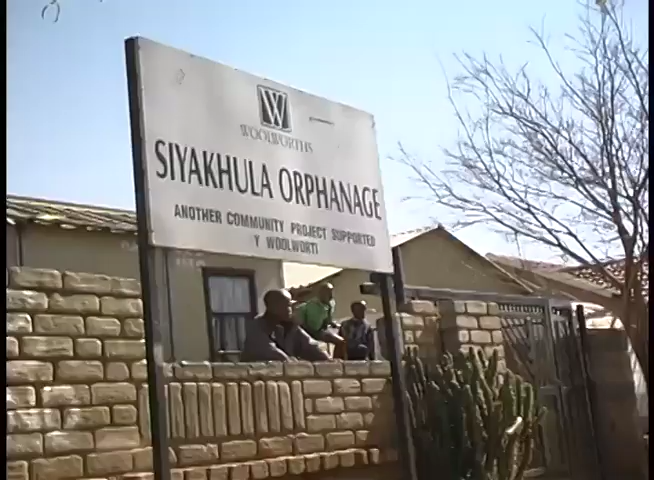 W
WOOLWORTHS
SIYAKHULA ORPHANAGE
ANOTHER COMMUNITY PROJECT SUPPORTED
Y WOOLWORT